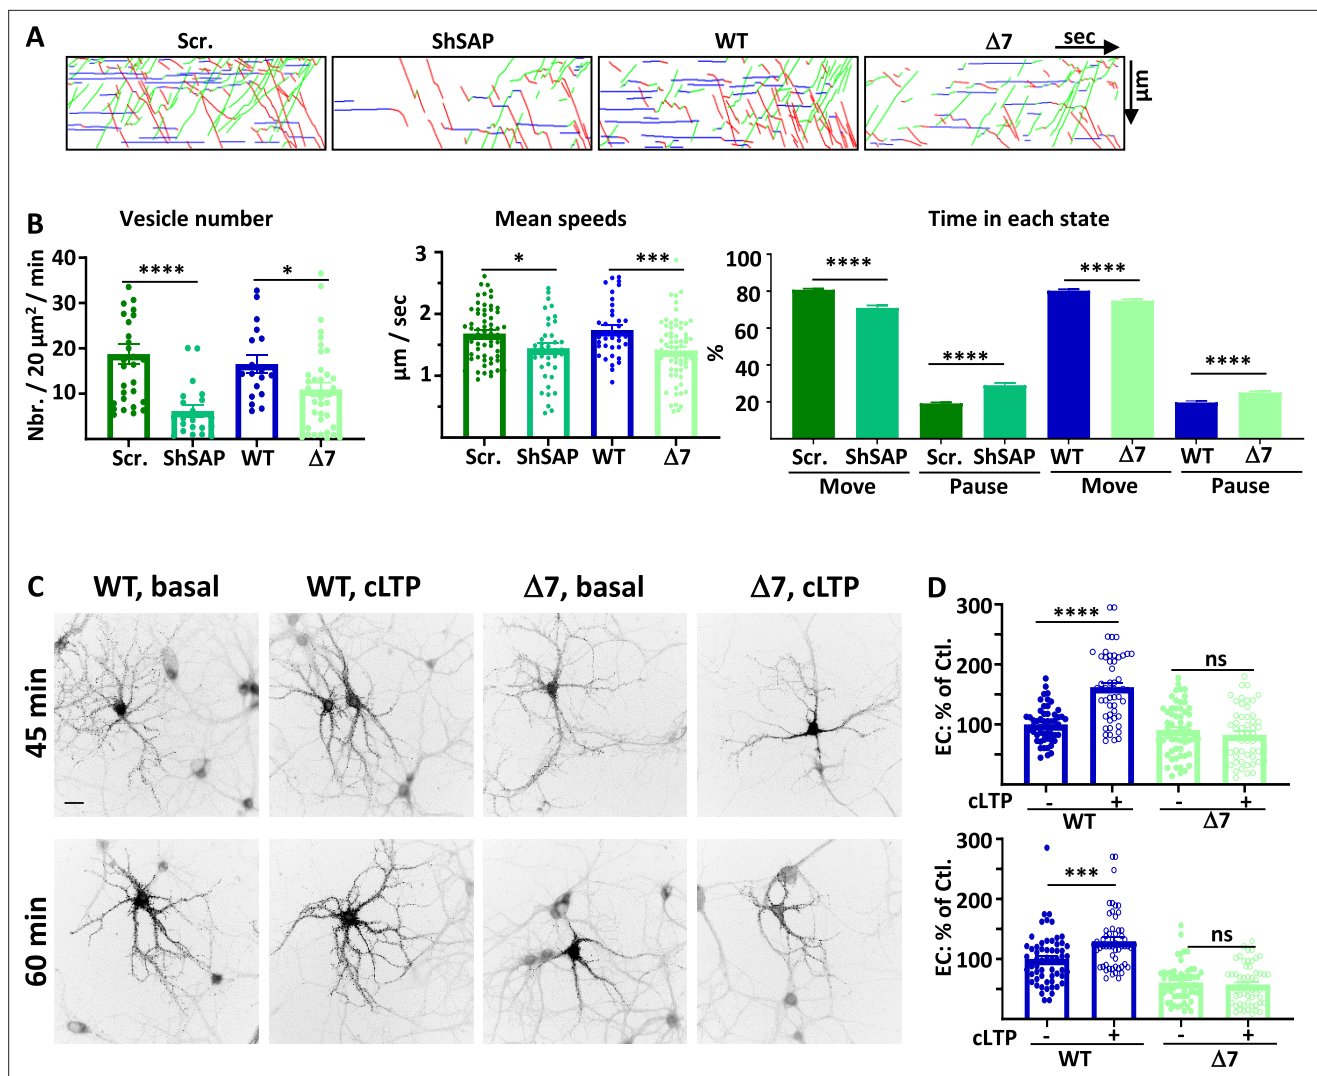 A
Scr. ShSAP WT Δ7 sec
µm
B
Vesicle number Mean speeds Time in each state
Nbr. / 20 µm² / min
40
30
20
10
**** *
Scr. ShSAP WT Δ7
µm / sec
3
2
1
* ***
Scr. ShSAP WT Δ7
%
100
80
60
40
20
**** **** **** ****
Scr. ShSAP Scr. ShSAP WT Δ7 WT Δ7
Move Pause Move Pause
C
WT, basal WT, cLTP Δ7, basal Δ7, cLTP
45 min
60 min
D
EC: % of Ctl.
300
200
100
**** ns
cLTP - + - +
WT Δ7
EC: % of Ctl.
300
200
100
*** ns
cLTP - + - +
WT Δ7